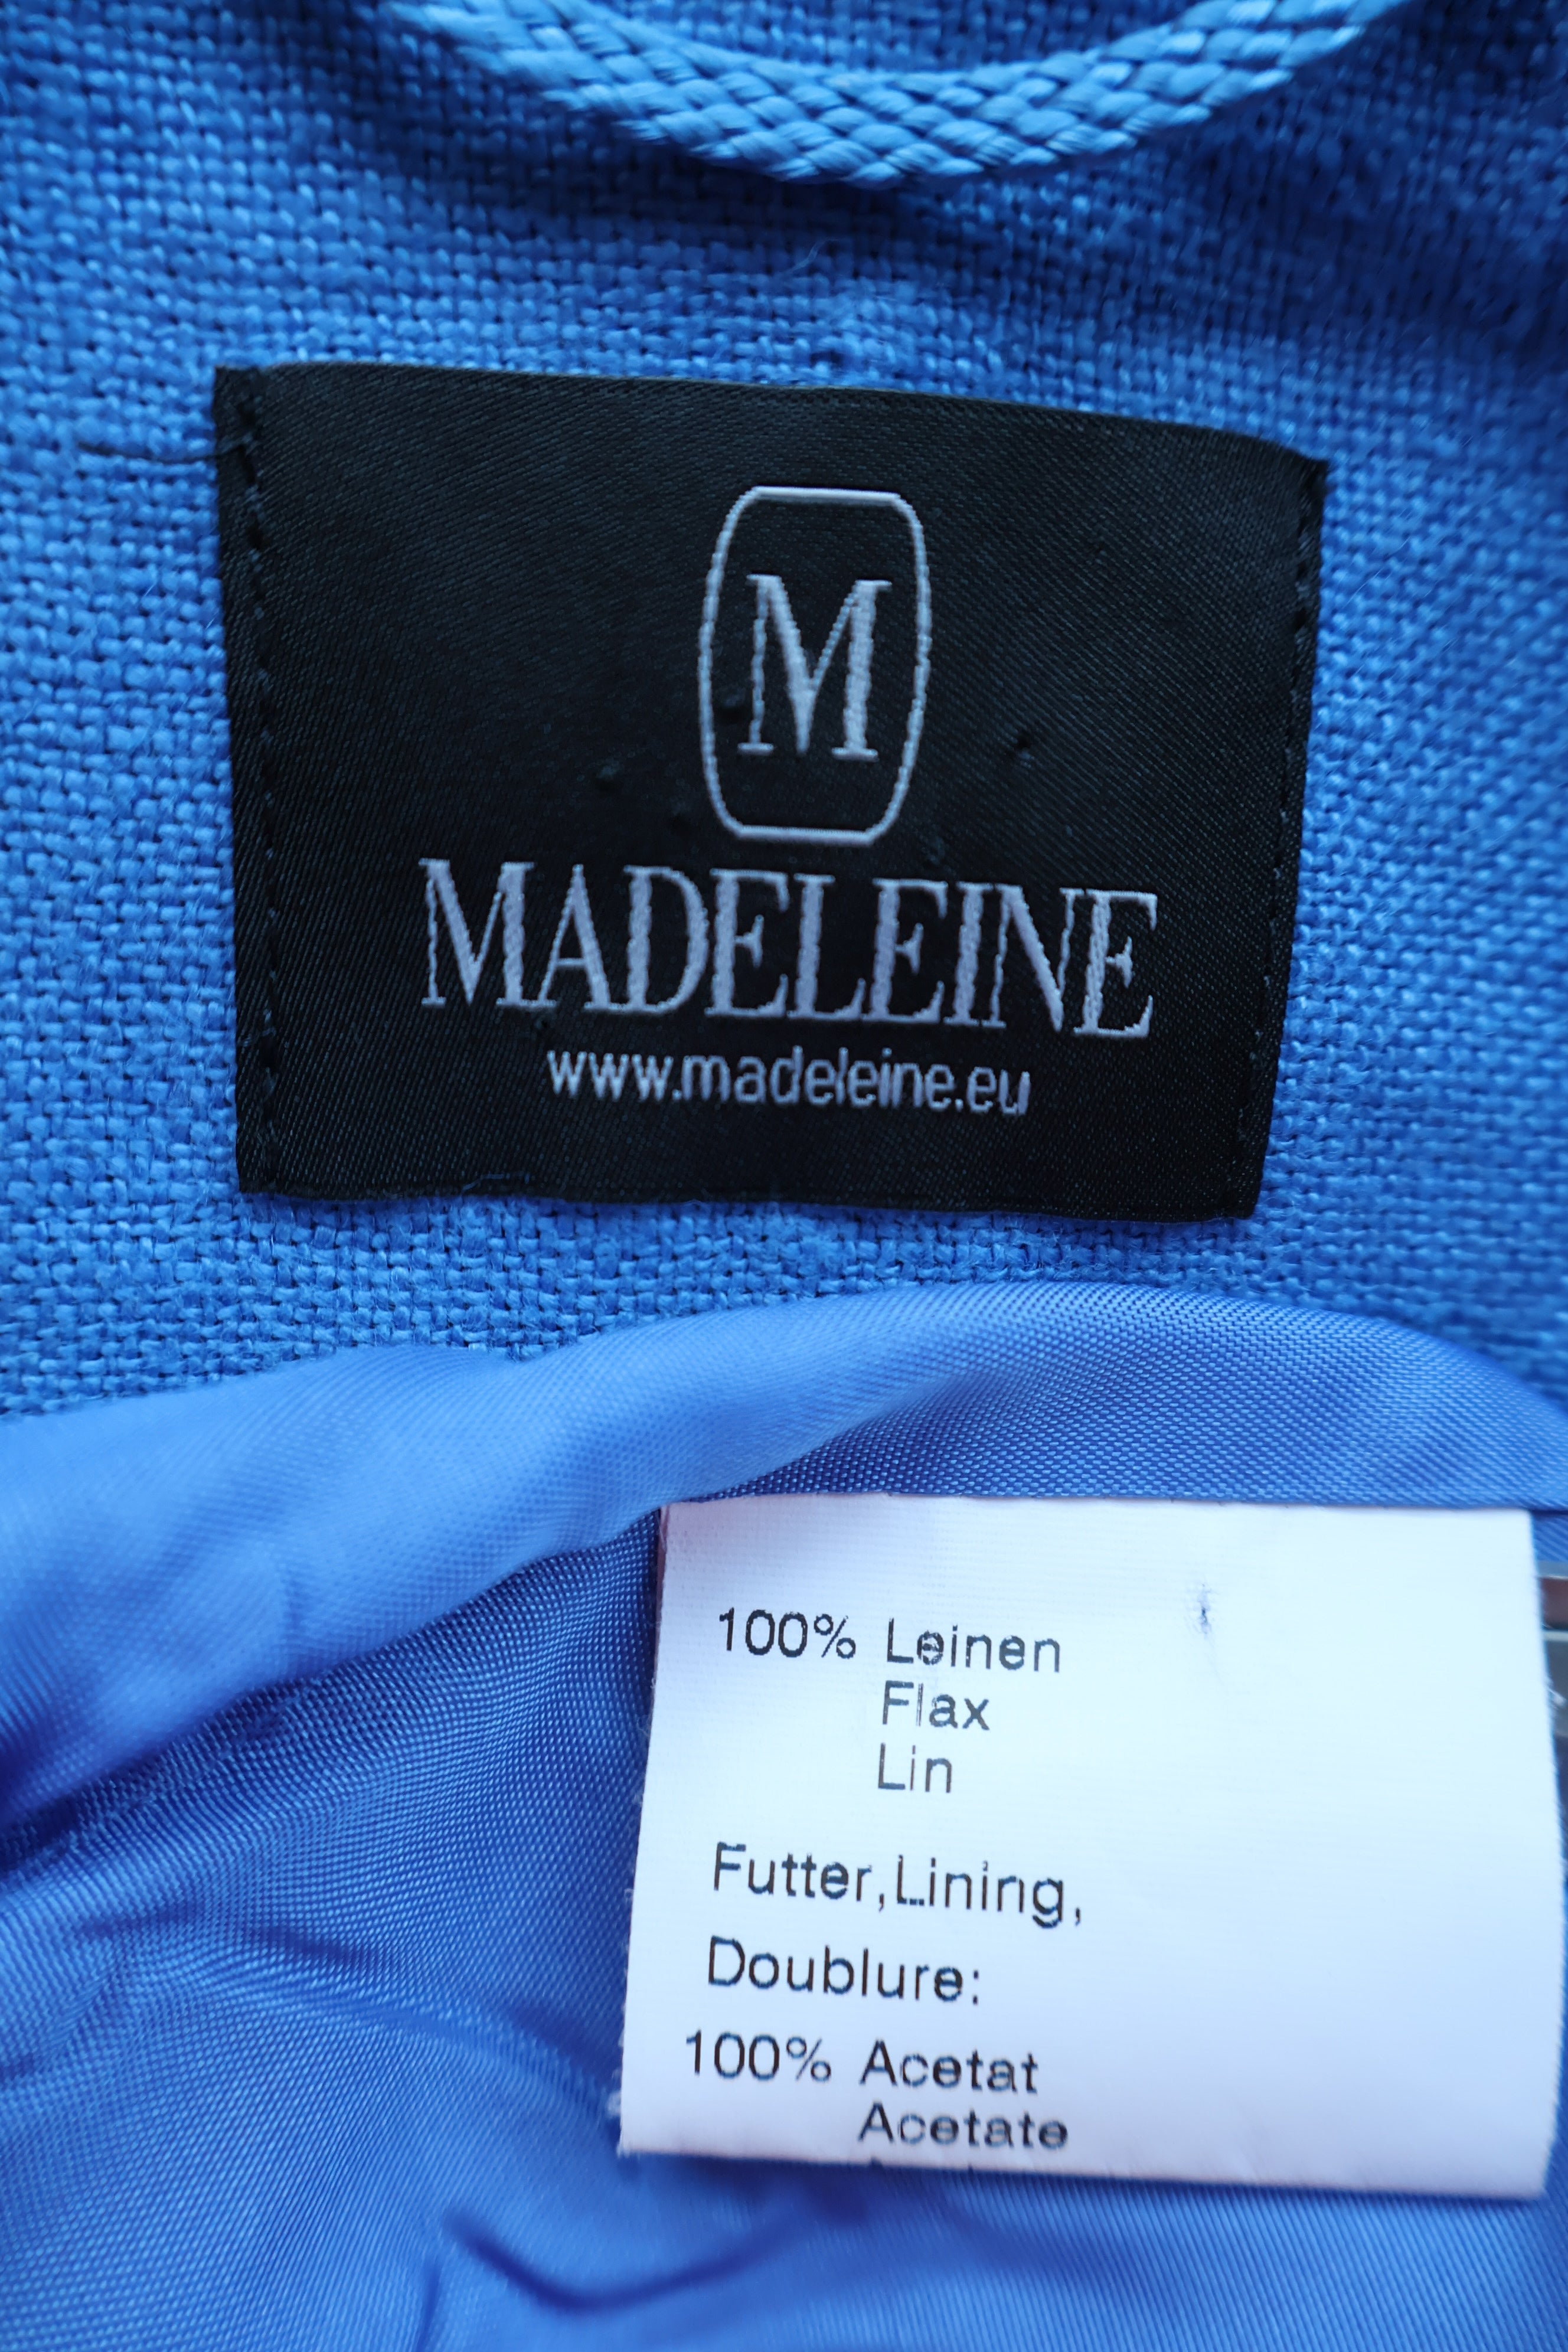 M
MADELEINE
www.madeleine.eu
100% Leinen
Flax
Lin
Futter,Lining,
Doublure:
100% Acetat
Acetate